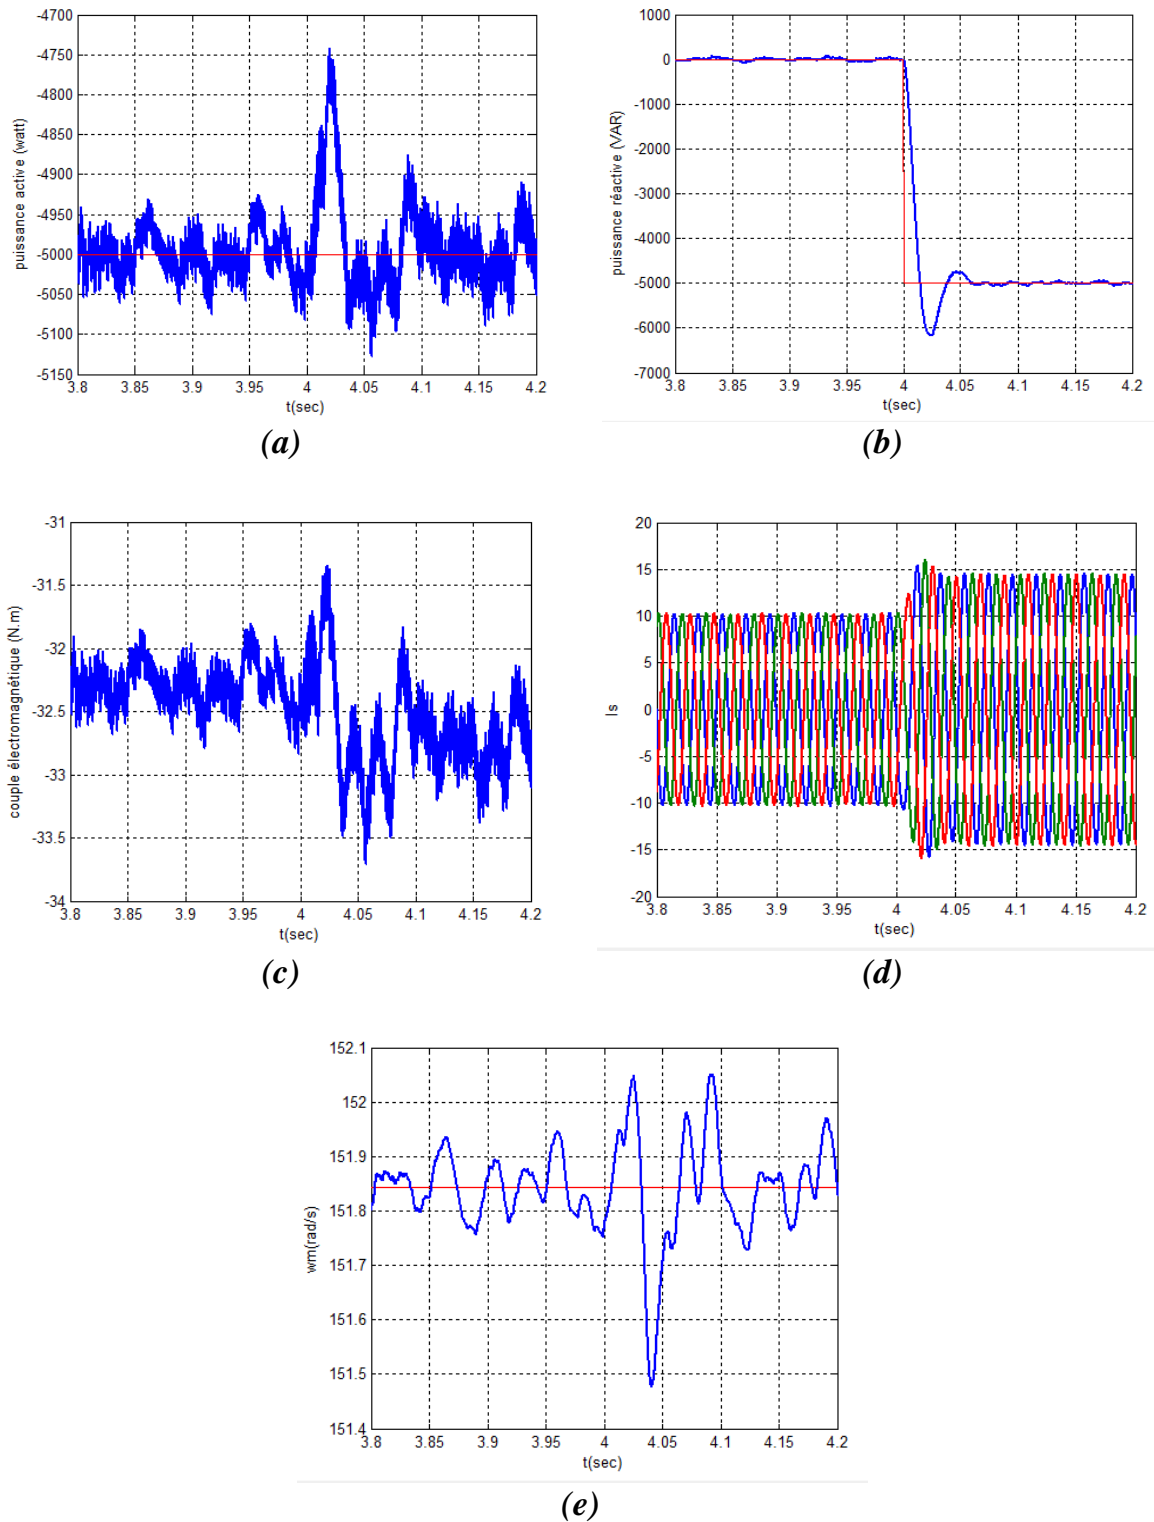 -4700
-4750
-4800
-4850
-4900
-4950
-5000
-5050
-5100
-5150
puissance active (watt)
3.8 3.85 3.9 3.95 4 4.05 4.1 4.15 4.2
t(sec)
(a)
1000
0
-1000
-2000
-3000
-4000
-5000
-6000
-7000
puissance réactive (VAR)
3.8 3.85 3.9 3.95 4 4.05 4.1 4.15 4.2
t(sec)
(b)
-31
-31.5
-32
-32.5
-33
-33.5
-34
couple électromagnétique (N.m)
3.8 3.85 3.9 3.95 4 4.05 4.1 4.15 4.2
t(sec)
(c)
20
15
10
5
0
-5
-10
-15
-20
Is
3.8 3.85 3.9 3.95 4 4.05 4.1 4.15 4.2
t(sec)
(d)
152.1
152
151.9
151.8
151.7
151.6
151.5
151.4
wm(rad/s)
3.8 3.85 3.9 3.95 4 4.05 4.1 4.15 4.2
t(sec)
(e)